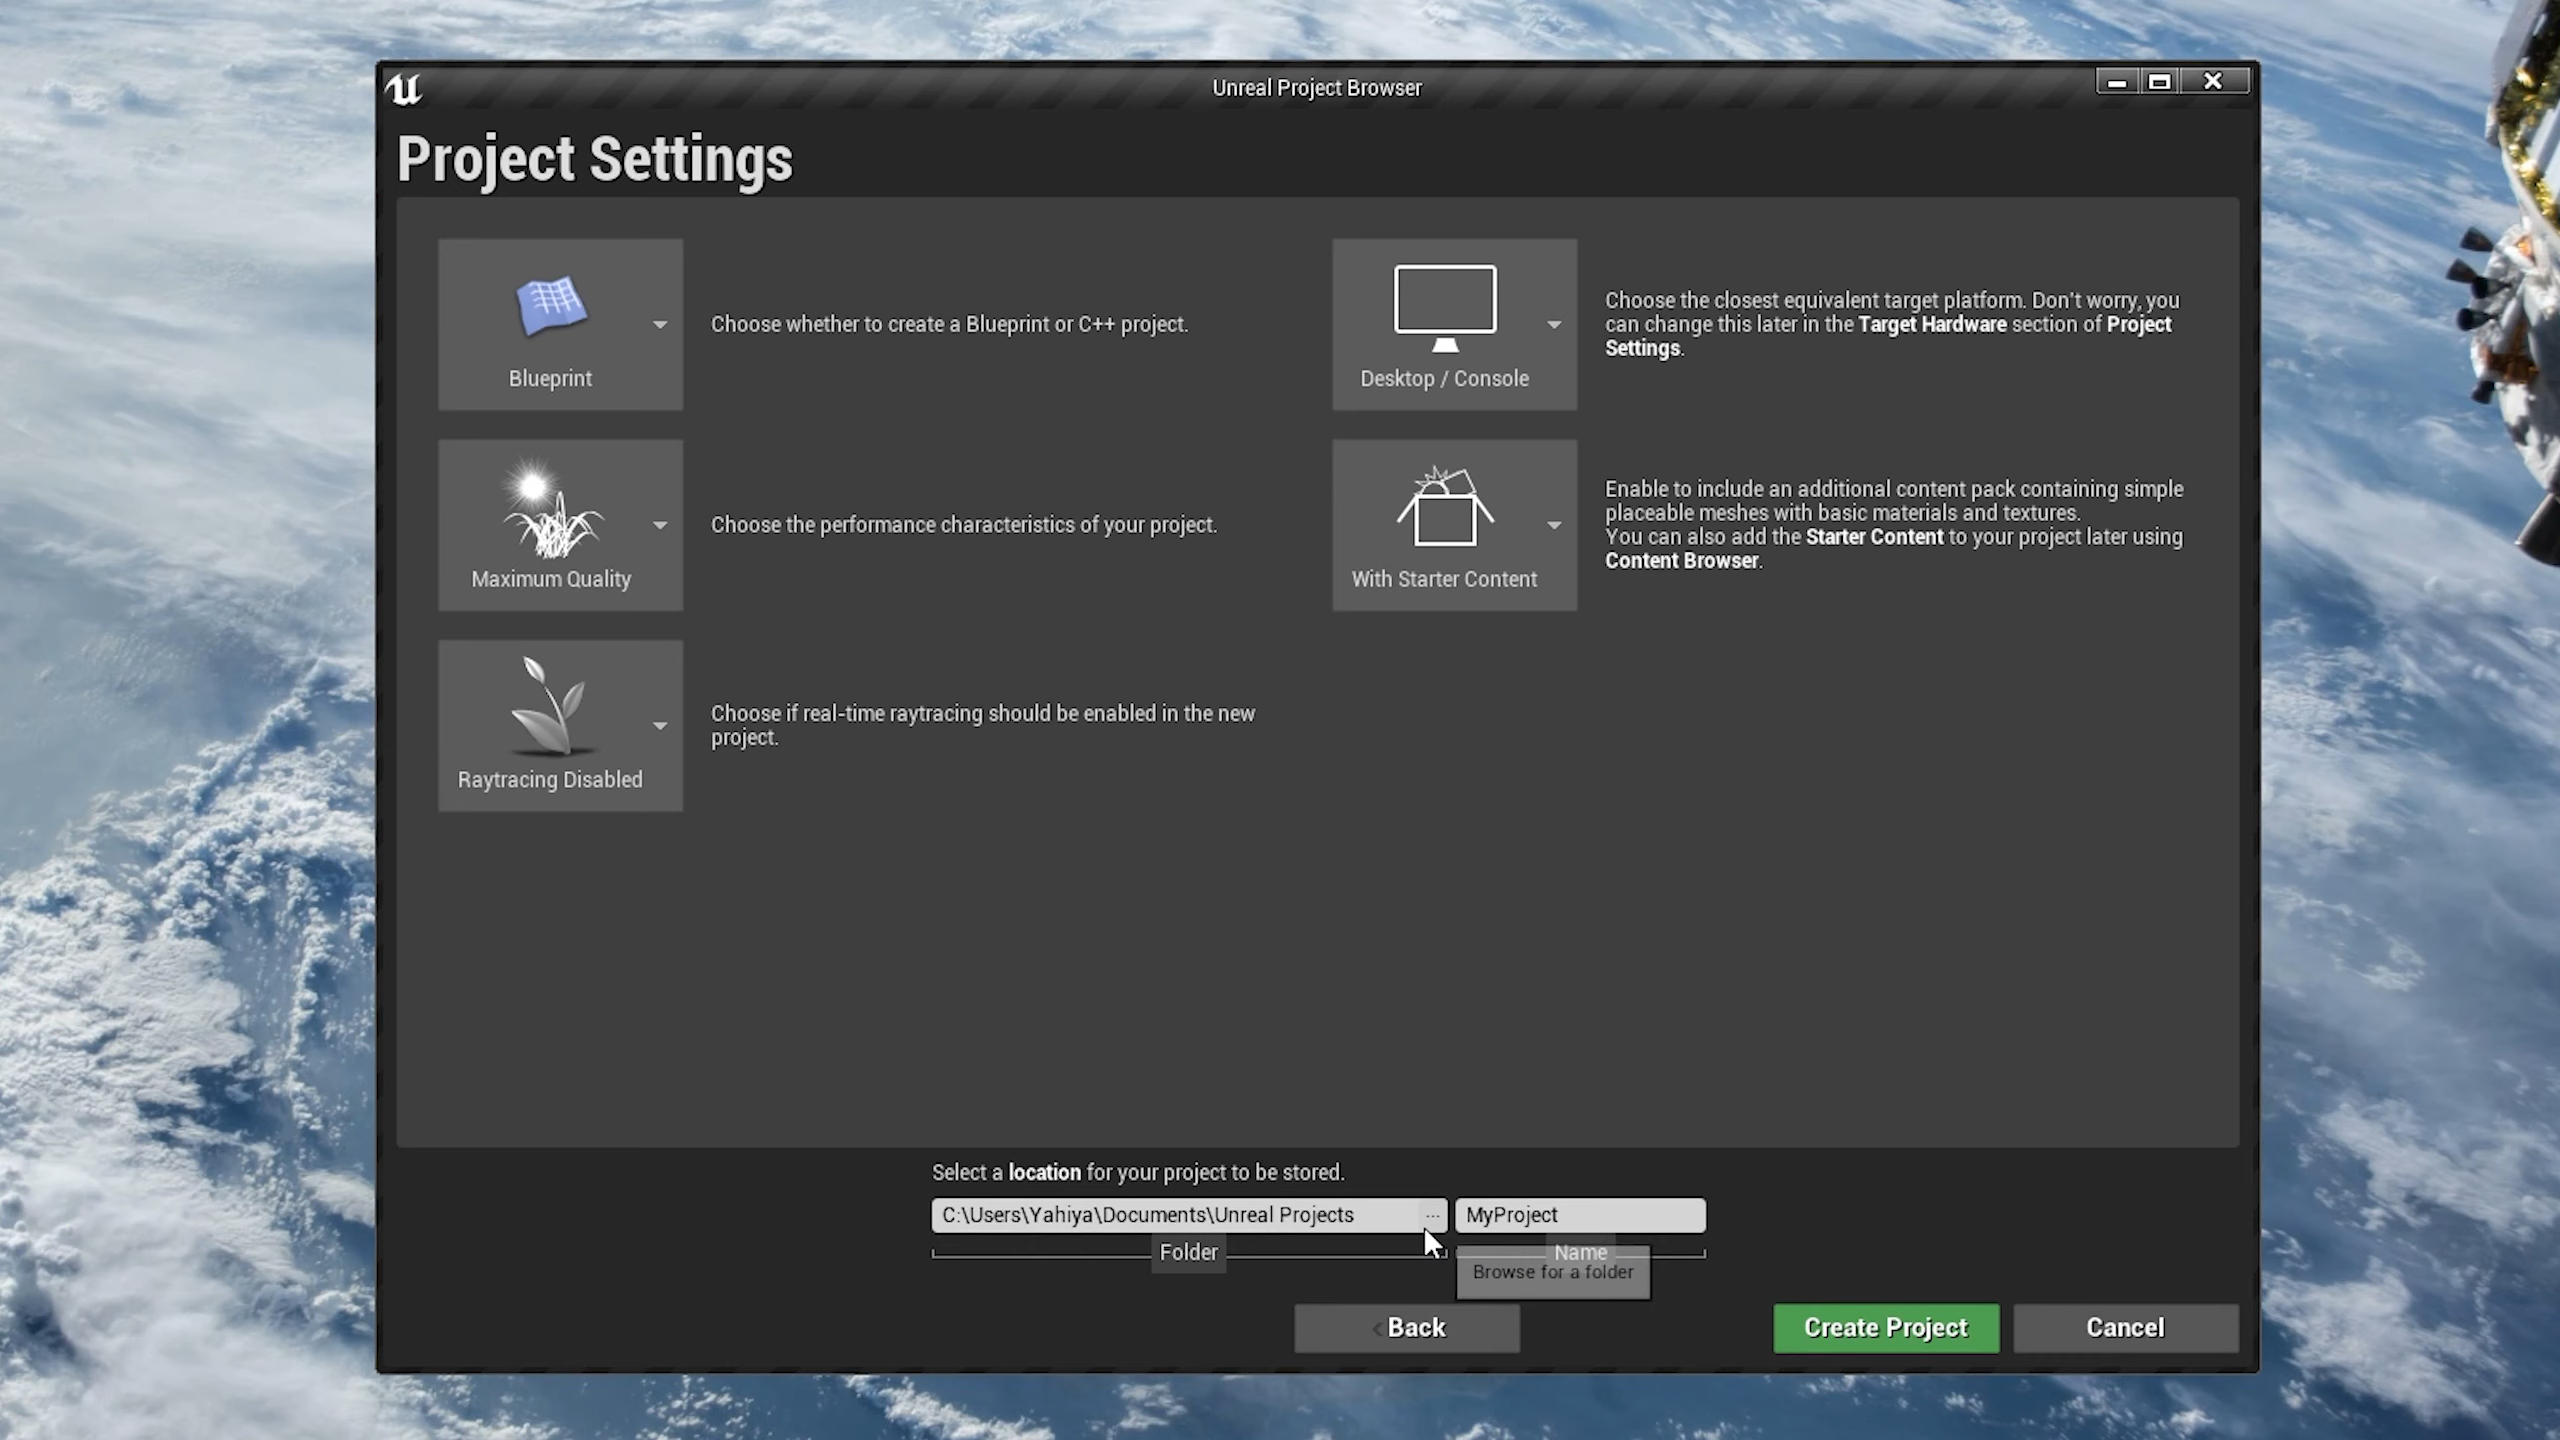 Unreal Project Browser
Project Settings
Blueprint
Choose whether to create a Blueprint or C++ project.
Desktop / Console
Choose the closest equivalent target platform. Don't worry, you
can change this later in the Target Hardware section of Project
Settings.
Maximum Quality
Choose the performance characteristics of your project.
With Starter Content
Enable to include an additional content pack containing simple
placeable meshes with basic materials and textures.
You can also add the Starter Content to your project later using
Content Browser.
Raytracing Disabled
Choose if real-time raytracing should be enabled in the new
project.
Select a location for your project to be stored.
C:\Users\Yahiya\Documents\Unreal Projects
...
MyProject
Folder
Name
Browse for a folder
< Back
Create Project
Cancel